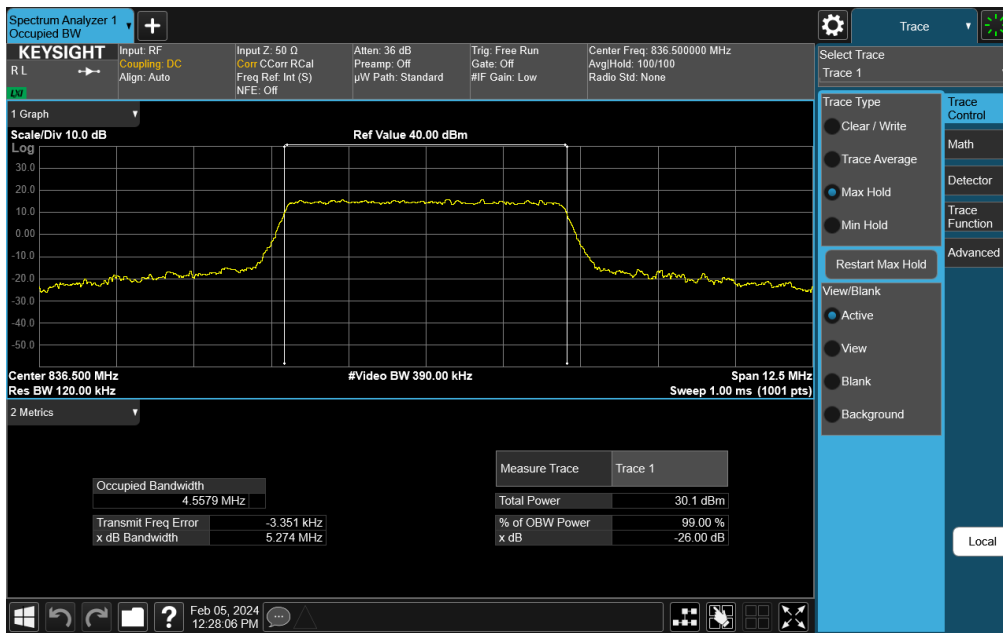 Spectrum Analyzer 1
Occupied BW
Trace
KEYSIGHT
R L
LXI
Input: RF
Coupling: DC
Align: Auto
Input Z: 50 Ω
Corr CCorr RCal
Freq Ref: Int (S)
NFE: Off
Atten: 36 dB
Preamp: Off
µW Path: Standard
Trig: Free Run
Gate: Off
#IF Gain: Low
Center Freq: 836.500000 MHz
Avg|Hold: 100/100
Radio Std: None
Select Trace
Trace 1
1 Graph
Scale/Div 10.0 dB
Ref Value 40.00 dBm
Log
30.0
20.0
10.0
0.00
-10.0
-20.0
-30.0
-40.0
-50.0
Center 836.500 MHz
#Video BW 390.00 kHz
Span 12.5 MHz
Res BW 120.00 kHz
Sweep 1.00 ms (1001 pts)
Trace Type
Clear / Write
Trace Average
Max Hold
Min Hold
Restart Max Hold
View/Blank
Active
View
Blank
Background
Trace
Control
Math
Detector
Trace
Function
Advanced
Local
2 Metrics
Occupied Bandwidth
4.5579 MHz
Transmit Freq Error -3.351 kHz
x dB Bandwidth 5.274 MHz
Measure Trace Trace 1
Total Power 30.1 dBm
% of OBW Power 99.00 %
x dB -26.00 dB
?
Feb 05, 2024
12:28:06 PM